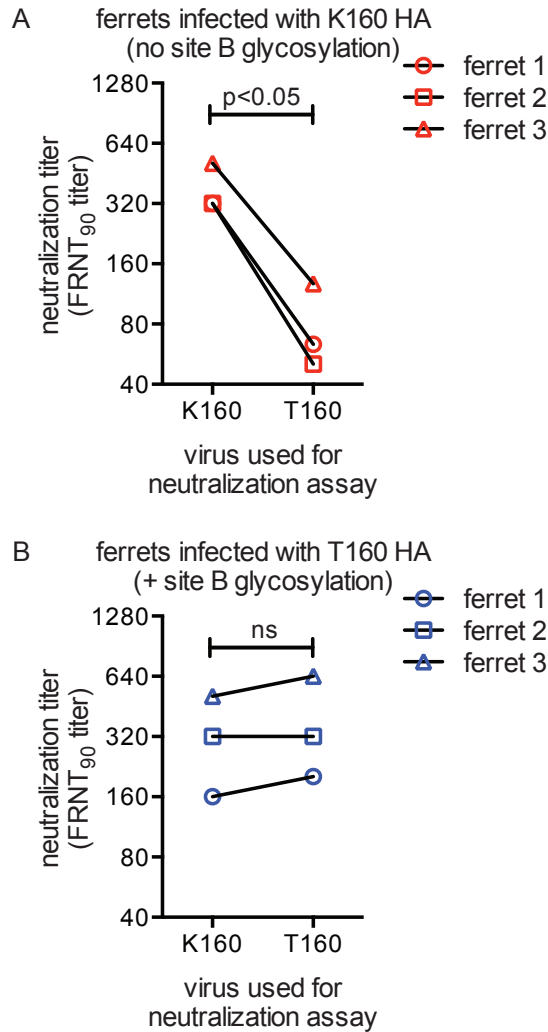 A
ferrets infected with K160 HA
(no site B glycosylation)
ferret 1
ferret 2
ferret 3
p<0.05
neutralization titer
(FRNT90 titer)
1280
640
320
160
80
40
K160 T160
virus used for
neutralization assay
B
ferrets infected with T160 HA
(+ site B glycosylation)
ferret 1
ferret 2
ferret 3
ns
neutralization titer
(FRNT90 titer)
1280
640
320
160
80
40
K160 T160
virus used for
neutralization assay